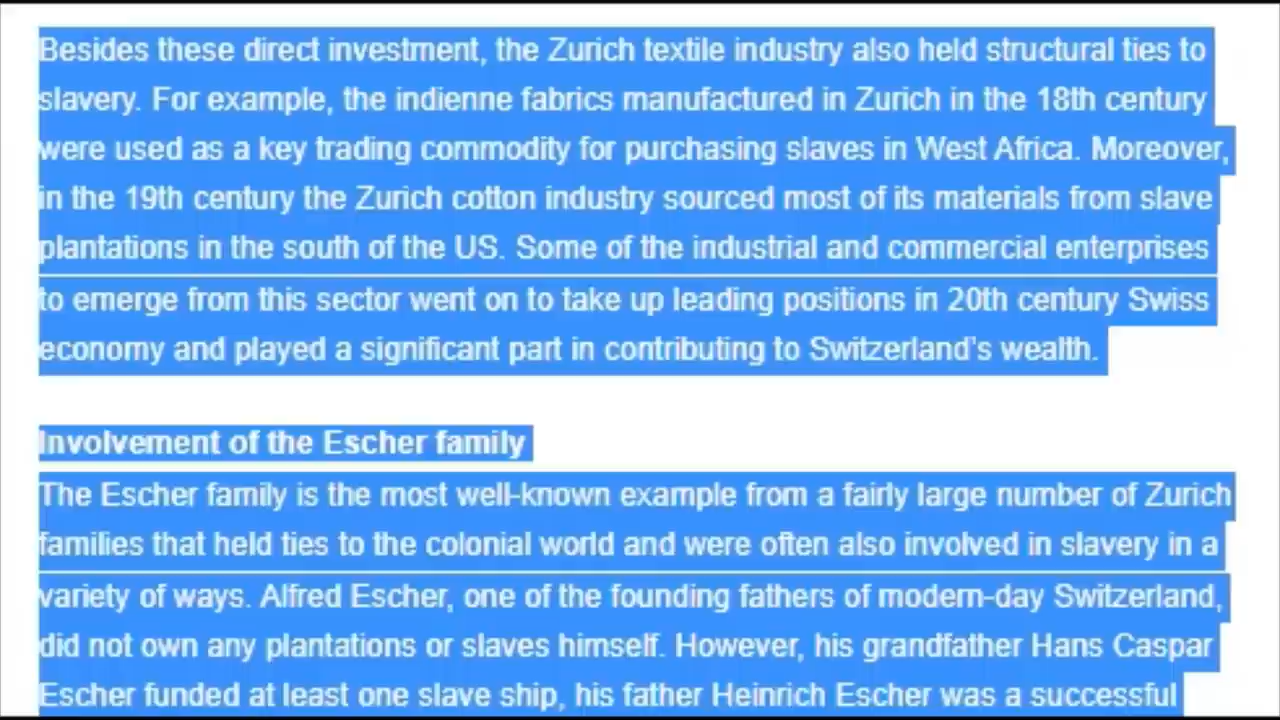 Besides these direct investment, the Zurich textile industry also held structural ties to
slavery. For example, the indienne fabrics manufactured in Zurich in the 18th century
were used as a key trading commodity for purchasing slaves in West Africa. Moreover,
in the 19th century the Zurich cotton industry sourced most of its materials from slave
plantations in the south of the US. Some of the industrial and commercial enterprises
to emerge from this sector went on to take up leading positions in 20th century Swiss
economy and played a significant part in contributing to Switzerland's wealth.
Involvement of the Escher family
The Escher family is the most well-known example from a fairly large number of Zurich
families that held ties to the colonial world and were often also involved in slavery in a
variety of ways. Alfred Escher, one of the founding fathers of modern-day Switzerland,
did not own any plantations or slaves himself. However, his grandfather Hans Caspar
Escher funded at least one slave ship, his father Heinrich Escher was a successful